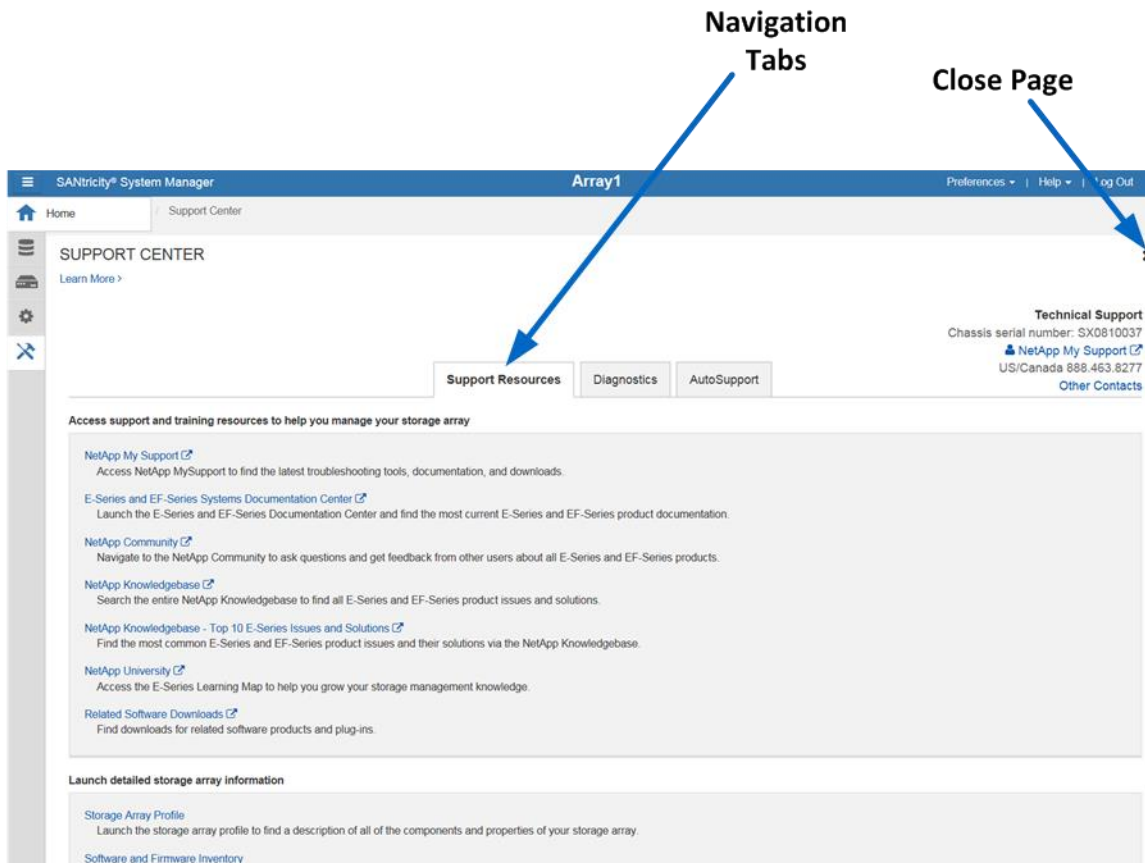 Navigation
Tabs
Close Page
SANtricity® System Manager
Array1
Preferences | Help | Log Out
Home / Support Center
SUPPORT CENTER
Learn More >
Technical Support
Chassis serial number: SX0810037
NetApp My Support
US/Canada 888.463.8277
Other Contacts
Support Resources
Diagnostics
AutoSupport
Access support and training resources to help you manage your storage array
NetApp My Support
Access NetApp MySupport to find the latest troubleshooting tools, documentation, and downloads.
E-Series and EF-Series Systems Documentation Center
Launch the E-Series and EF-Series Documentation Center and find the most current E-Series and EF-Series product documentation.
NetApp Community
Navigate to the NetApp Community to ask questions and get feedback from other users about all E-Series and EF-Series products.
NetApp Knowledgebase
Search the entire NetApp Knowledgebase to find all E-Series and EF-Series product issues and solutions.
NetApp Knowledgebase - Top 10 E-Series Issues and Solutions
Find the most common E-Series and EF-Series product issues and their solutions via the NetApp Knowledgebase.
NetApp University
Access the E-Series Learning Map to help you grow your storage management knowledge.
Related Software Downloads
Find downloads for related software products and plug-ins.
Launch detailed storage array information
Storage Array Profile
Launch the storage array profile to find a description of all of the components and properties of your storage array.
Software and Firmware Inventory